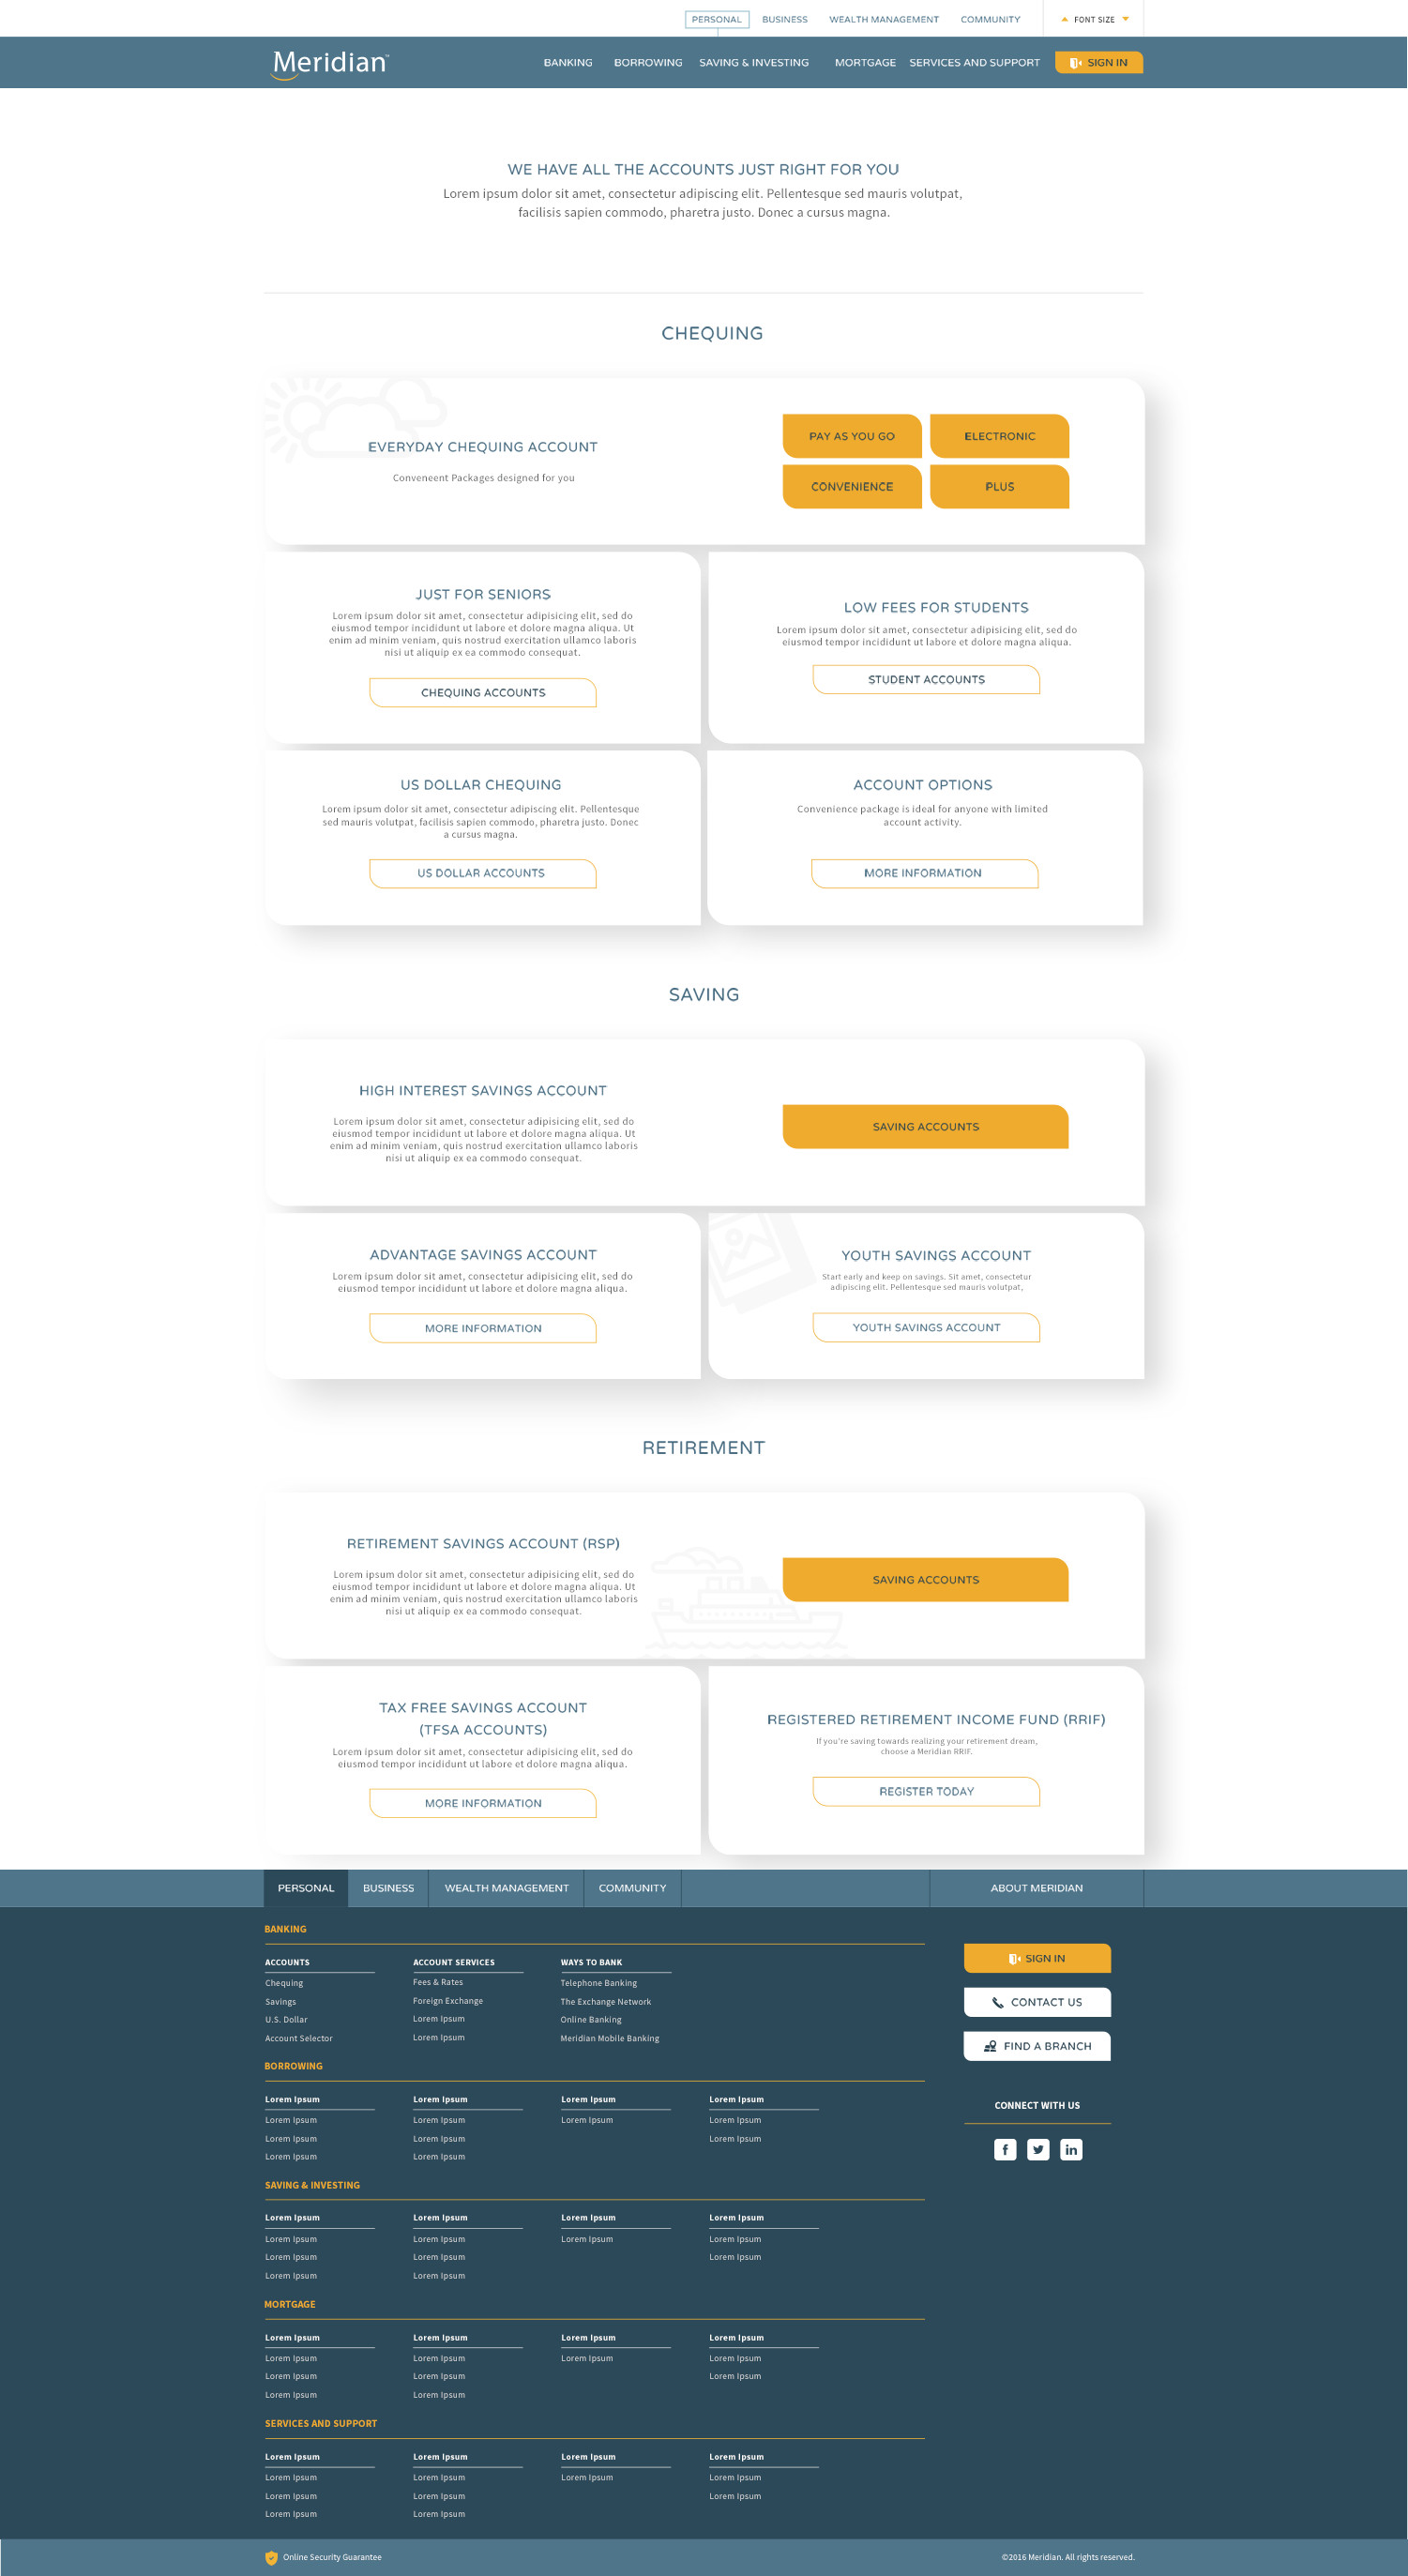 PERSONAL BUSINESS WEALTH MANAGEMENT COMMUNITY FONT SIZE
Meridian™ BANKING BORROWING SAVING & INVESTING MORTGAGE SERVICES AND SUPPORT SIGN IN
WE HAVE ALL THE ACCOUNTS JUST RIGHT FOR YOU
Lorem ipsum dolor sit amet, consectetur adipiscing elit. Pellentesque sed mauris volutpat,
facilisis sapien commodo, pharetra justo. Donec a cursus magna.
CHEQUING
EVERYDAY CHEQUING ACCOUNT
Conveneent Packages designed for you
PAY AS YOU GO ELECTRONIC
CONVENIENCE PLUS
JUST FOR SENIORS
Lorem ipsum dolor sit amet, consectetur adipisicing elit, sed do
eiusmod tempor incididunt ut labore et dolore magna aliqua. Ut
enim ad minim veniam, quis nostrud exercitation ullamco laboris
nisi ut aliquip ex ea commodo consequat.
CHEQUING ACCOUNTS
LOW FEES FOR STUDENTS
Lorem ipsum dolor sit amet, consectetur adipisicing elit, sed do
eiusmod tempor incididunt ut labore et dolore magna aliqua.
STUDENT ACCOUNTS
US DOLLAR CHEQUING
Lorem ipsum dolor sit amet, consectetur adipiscing elit. Pellentesque
sed mauris volutpat, facilisis sapien commodo, pharetra justo. Donec
a cursus magna.
US DOLLAR ACCOUNTS
ACCOUNT OPTIONS
Convenience package is ideal for anyone with limited
account activity.
MORE INFORMATION
SAVING
HIGH INTEREST SAVINGS ACCOUNT
Lorem ipsum dolor sit amet, consectetur adipisicing elit, sed do
eiusmod tempor incididunt ut labore et dolore magna aliqua. Ut
enim ad minim veniam, quis nostrud exercitation ullamco laboris
nisi ut aliquip ex ea commodo consequat.
SAVING ACCOUNTS
ADVANTAGE SAVINGS ACCOUNT
Lorem ipsum dolor sit amet, consectetur adipisicing elit, sed do
eiusmod tempor incididunt ut labore et dolore magna aliqua.
MORE INFORMATION
YOUTH SAVINGS ACCOUNT
Start early and keep on savings. Sit amet, consectetur
adipiscing elit. Pellentesque sed mauris volutpat,
YOUTH SAVINGS ACCOUNT
RETIREMENT
RETIREMENT SAVINGS ACCOUNT (RSP)
Lorem ipsum dolor sit amet, consectetur adipisicing elit, sed do
eiusmod tempor incididunt ut labore et dolore magna aliqua. Ut
enim ad minim veniam, quis nostrud exercitation ullamco laboris
nisi ut aliquip ex ea commodo consequat.
SAVING ACCOUNTS
TAX FREE SAVINGS ACCOUNT
(TFSA ACCOUNTS)
Lorem ipsum dolor sit amet, consectetur adipisicing elit, sed do
eiusmod tempor incididunt ut labore et dolore magna aliqua.
MORE INFORMATION
REGISTERED RETIREMENT INCOME FUND (RRIF)
If you're saving towards realizing your retirement dream,
choose a Meridian RRIF.
REGISTER TODAY
PERSONAL BUSINESS WEALTH MANAGEMENT COMMUNITY ABOUT MERIDIAN
BANKING
ACCOUNTS ACCOUNT SERVICES WAYS TO BANK
Chequing Fees & Rates Telephone Banking
Savings Foreign Exchange The Exchange Network
U.S. Dollar Lorem Ipsum Online Banking
Account Selector Lorem Ipsum Meridian Mobile Banking
BORROWING
Lorem Ipsum Lorem Ipsum Lorem Ipsum Lorem Ipsum
Lorem Ipsum Lorem Ipsum Lorem Ipsum Lorem Ipsum
Lorem Ipsum Lorem Ipsum Lorem Ipsum
Lorem Ipsum Lorem Ipsum
SAVING & INVESTING
Lorem Ipsum Lorem Ipsum Lorem Ipsum Lorem Ipsum
Lorem Ipsum Lorem Ipsum Lorem Ipsum Lorem Ipsum
Lorem Ipsum Lorem Ipsum Lorem Ipsum
Lorem Ipsum Lorem Ipsum
MORTGAGE
Lorem Ipsum Lorem Ipsum Lorem Ipsum Lorem Ipsum
Lorem Ipsum Lorem Ipsum Lorem Ipsum Lorem Ipsum
Lorem Ipsum Lorem Ipsum Lorem Ipsum
Lorem Ipsum Lorem Ipsum
SERVICES AND SUPPORT
Lorem Ipsum Lorem Ipsum Lorem Ipsum Lorem Ipsum
Lorem Ipsum Lorem Ipsum Lorem Ipsum Lorem Ipsum
Lorem Ipsum Lorem Ipsum Lorem Ipsum
Lorem Ipsum Lorem Ipsum
SIGN IN
CONTACT US
FIND A BRANCH
CONNECT WITH US
f in
Online Security Guarantee ©2016 Meridian. All rights reserved.